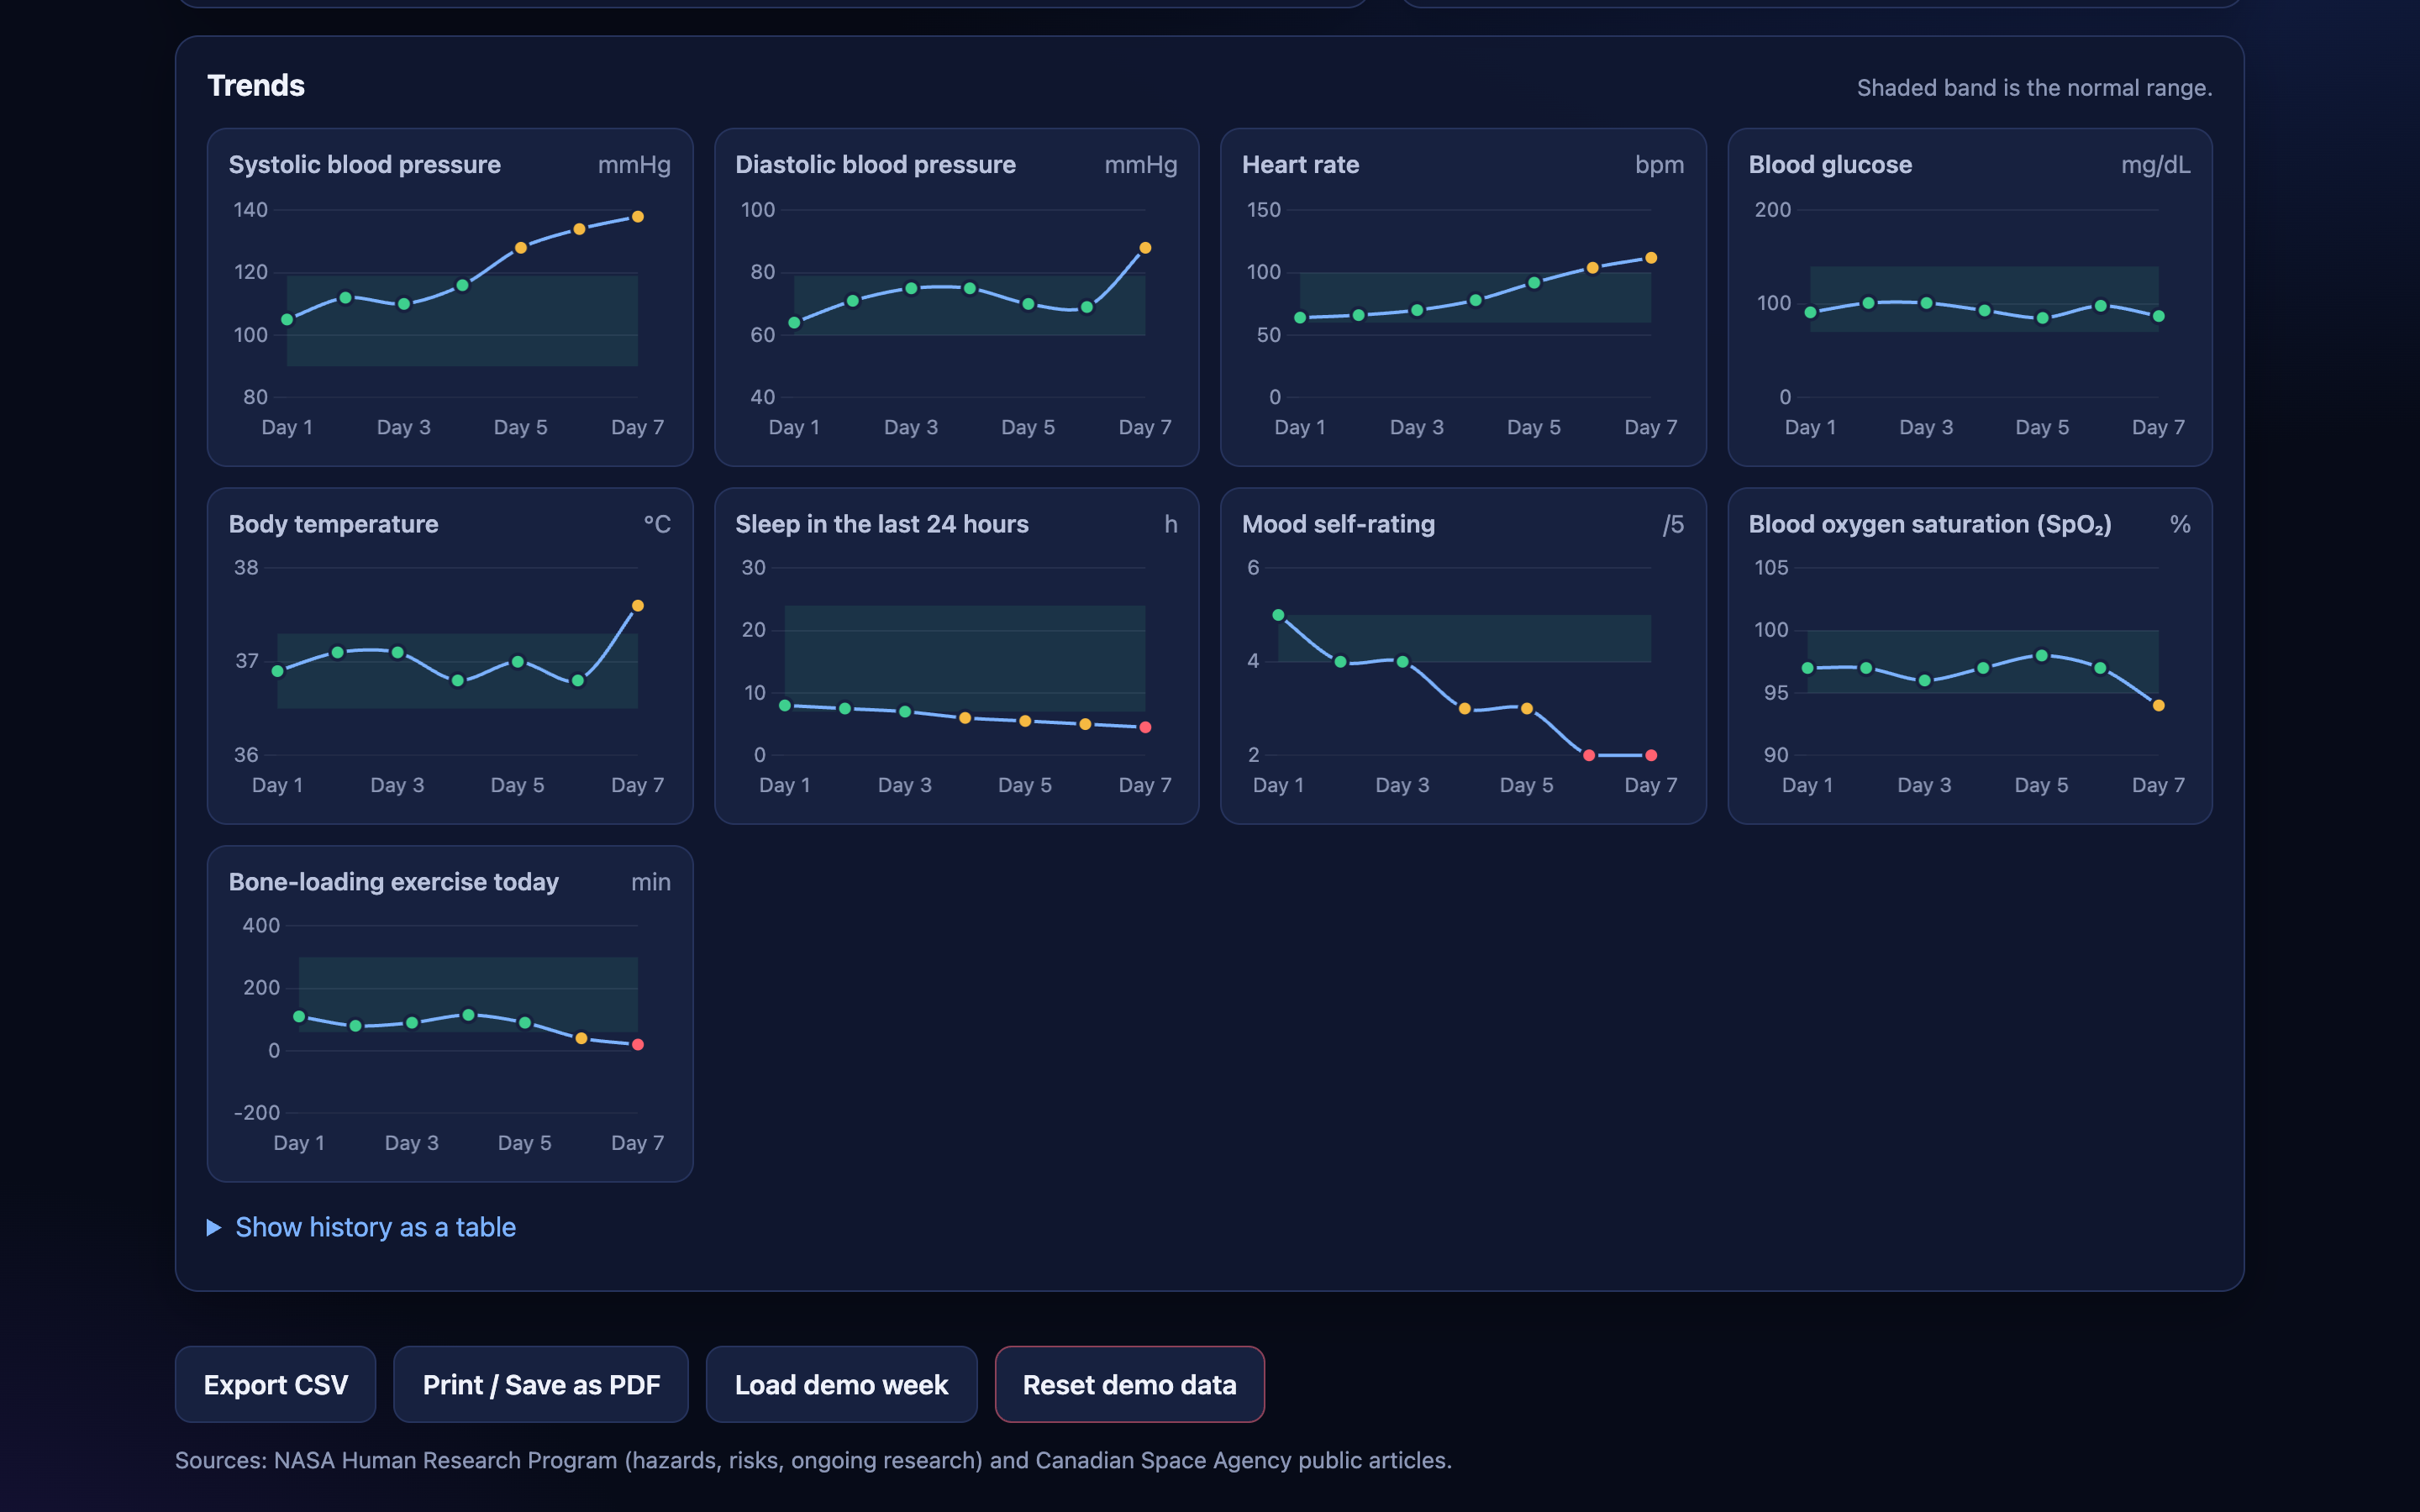 Trends
Shaded band is the normal range.
Systolic blood pressure mmHg
140
120
100
80
Day 1 Day 3 Day 5 Day 7
Diastolic blood pressure mmHg
100
80
60
40
Day 1 Day 3 Day 5 Day 7
Heart rate bpm
150
100
50
0
Day 1 Day 3 Day 5 Day 7
Blood glucose mg/dL
200
100
0
Day 1 Day 3 Day 5 Day 7
Body temperature °C
38
37
36
Day 1 Day 3 Day 5 Day 7
Sleep in the last 24 hours h
30
20
10
0
Day 1 Day 3 Day 5 Day 7
Mood self-rating /5
6
4
2
Day 1 Day 3 Day 5 Day 7
Blood oxygen saturation (SpO₂) %
105
100
95
90
Day 1 Day 3 Day 5 Day 7
Bone-loading exercise today min
400
200
0
-200
Day 1 Day 3 Day 5 Day 7
▶ Show history as a table
Export CSV
Print / Save as PDF
Load demo week
Reset demo data
Sources: NASA Human Research Program (hazards, risks, ongoing research) and Canadian Space Agency public articles.